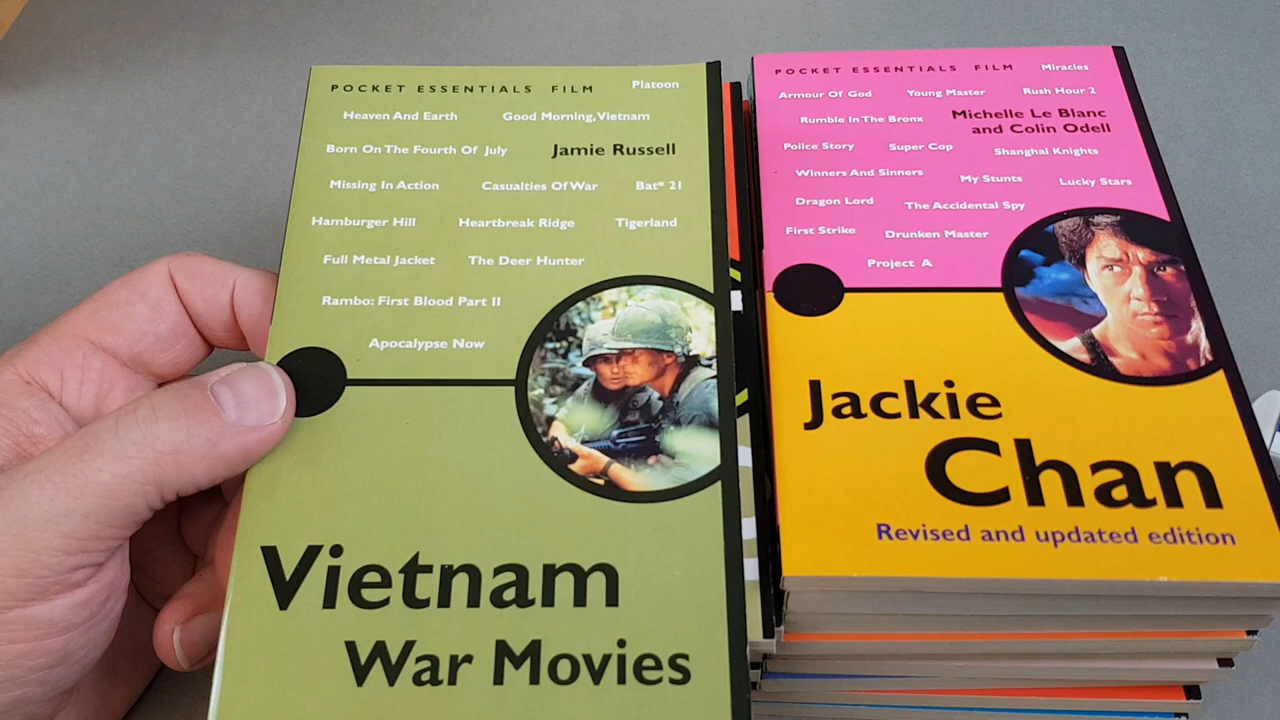 POCKET ESSENTIALS FILM Platoon
Heaven And Earth Good Morning, Vietnam
Born On The Fourth Of July Jamie Russell
Missing In Action Casualties Of War Bat* 21
Hamburger Hill Heartbreak Ridge Tigerland
Full Metal Jacket The Deer Hunter
Rambo: First Blood Part II
Apocalypse Now
Vietnam
War Movies
POCKET ESSENTIALS FILM Miracles
Armour Of God Young Master Rush Hour 2
Rumble In The Bronx Michelle Le Blanc
and Colin Odell
Police Story Super Cop Shanghai Knights
Winners And Sinners My Stunts Lucky Stars
Dragon Lord The Accidental Spy
First Strike Drunken Master
Project A
Jackie
Chan
Revised and updated edition